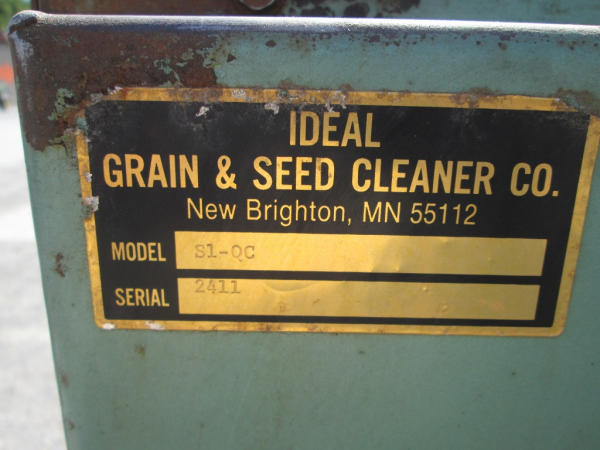 IDEAL
GRAIN & SEED CLEANER CO.
New Brighton, MN 55112
MODEL S1-QC
SERIAL 2411